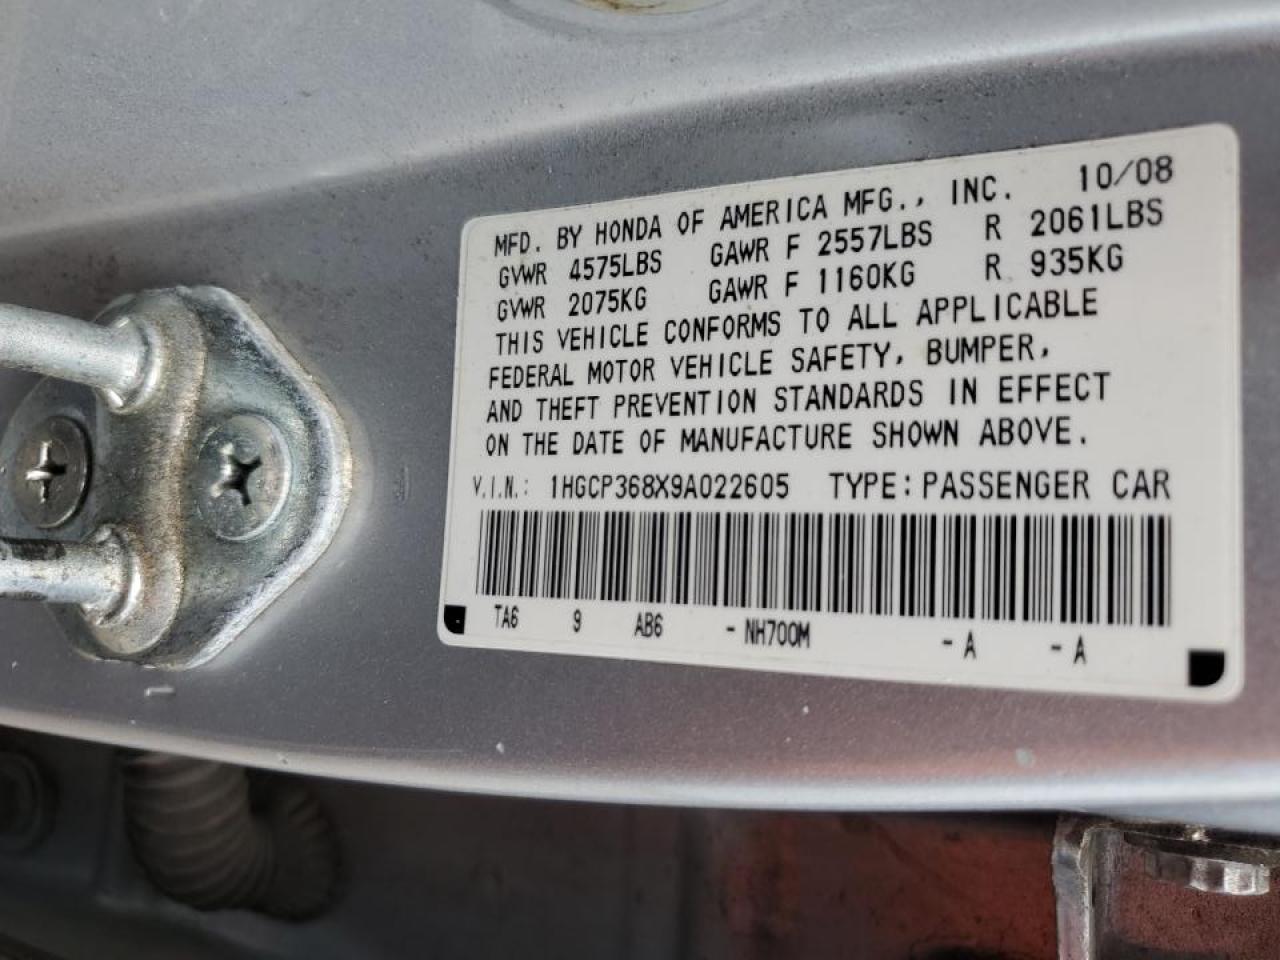 MFD. BY HONDA OF AMERICA MFG., INC. 10/08
GVWR 4575LBS GAWR F 2557LBS R 2061LBS
GVWR 2075KG GAWR F 1160KG R 935KG
THIS VEHICLE CONFORMS TO ALL APPLICABLE
FEDERAL MOTOR VEHICLE SAFETY, BUMPER,
AND THEFT PREVENTION STANDARDS IN EFFECT
ON THE DATE OF MANUFACTURE SHOWN ABOVE.
V.I.N.: 1HGCP368X9A022605 TYPE: PASSENGER CAR
TA6 9 AB6 - NH700M - A - A